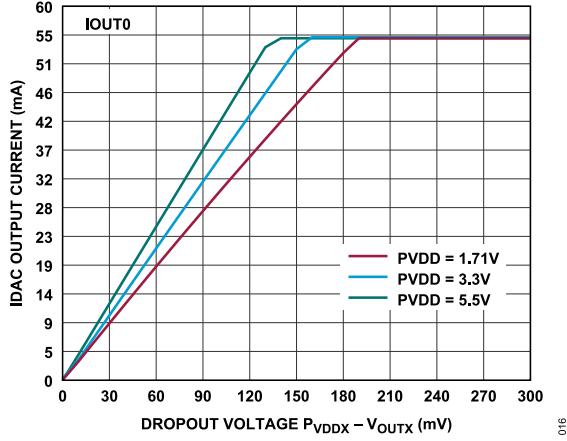 60
55
51
46
42
37
32
28
23
19
14
9
5
0
IDAC OUTPUT CURRENT (mA)
IOUT0
PVDD = 1.71V
PVDD = 3.3V
PVDD = 5.5V
0 30 60 90 120 150 180 210 240 270 300
DROPOUT VOLTAGE PVDDX – VOUTX (mV)
016